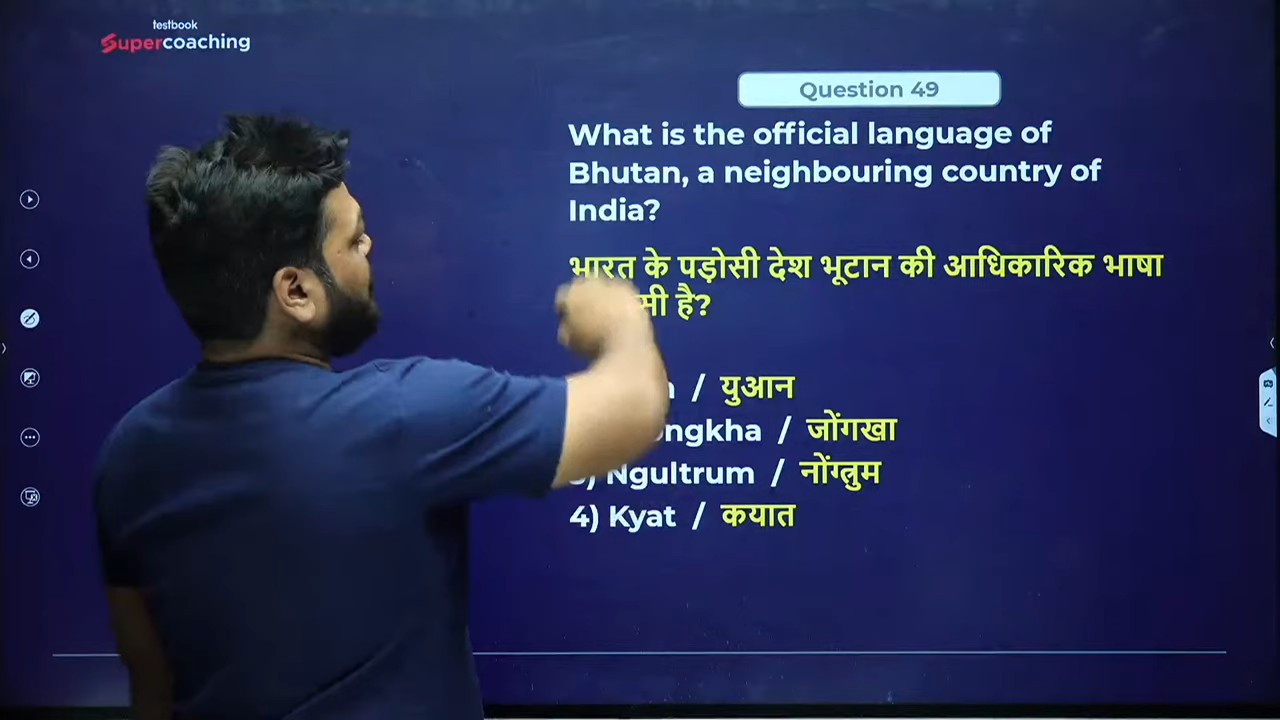 testbook
Supercoaching
Question 49
What is the official language of
Bhutan, a neighbouring country of
India?
भारत के पड़ोसी देश भूटान की आधिकारिक भाषा
है?
/ युआन
/ जोंगखा
Ngultrum / नोंग्त्रुम
4) Kyat / कयात